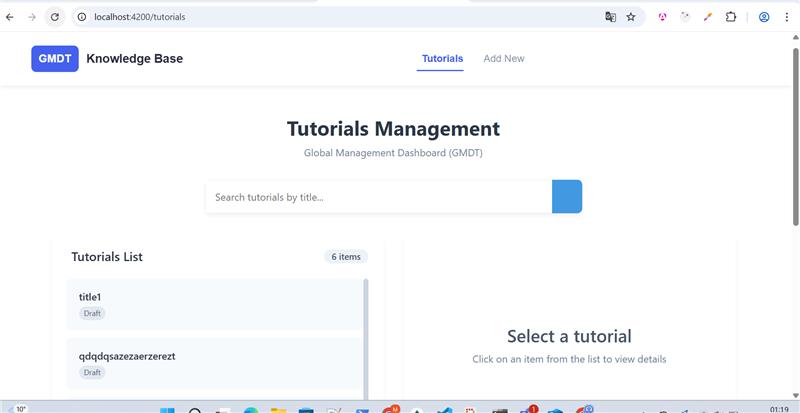 localhost:4200/tutorials
GMDT Knowledge Base Tutorials Add New
Tutorials Management
Global Management Dashboard (GMDT)
Search tutorials by title...
Tutorials List 6 items
title1
Draft
qdqdqsazezaerzerezt
Draft
Select a tutorial
Click on an item from the list to view details
10°
01:19